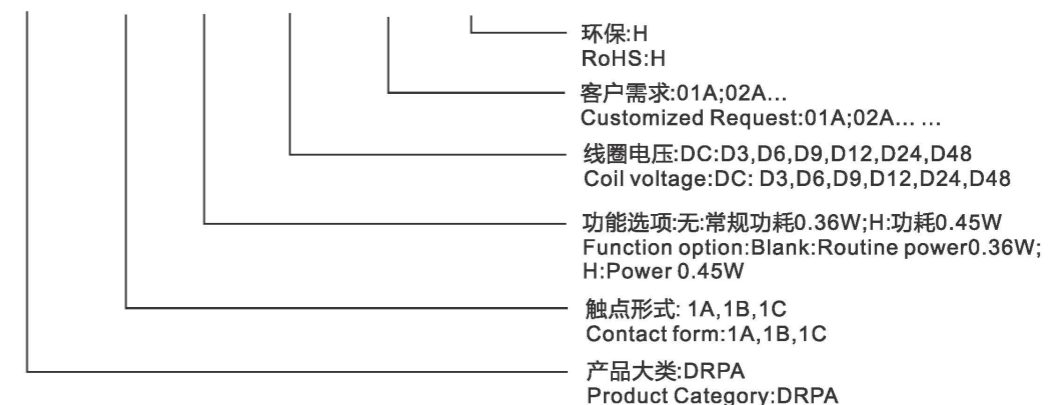 环保:H
RoHS:H
客户需求:01A;02A...
Customized Request:01A;02A... ...
线圈电压:DC:D3,D6,D9,D12,D24,D48
Coil voltage:DC: D3,D6,D9,D12,D24,D48
功能选项:无:常规功耗0.36W;H:功耗0.45W
Function option:Blank:Routine power0.36W;
H:Power 0.45W
触点形式: 1A,1B,1C
Contact form:1A,1B,1C
产品大类:DRPA
Product Category:DRPA